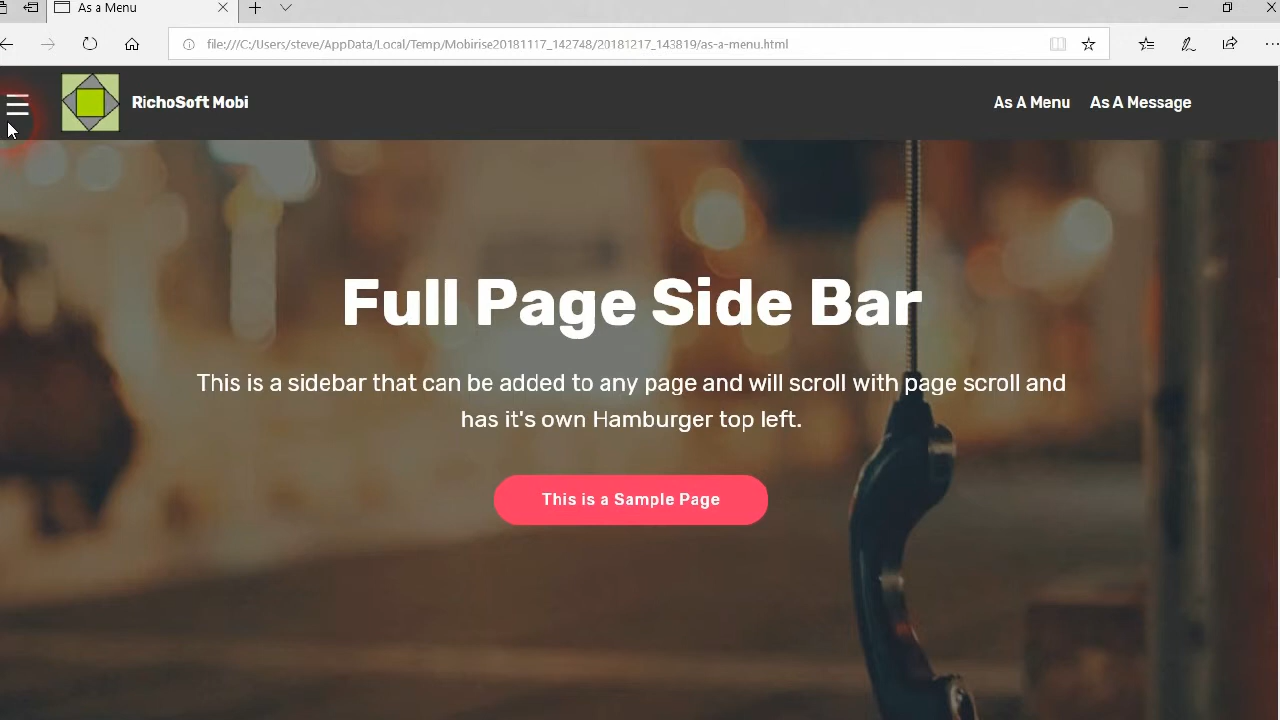 As a Menu
file:///C:/Users/steve/AppData/Local/Temp/Mobirise20181117_142748/20181217_143819/as-a-menu.html
RichoSoft Mobi
As A Menu As A Message
Full Page Side Bar
This is a sidebar that can be added to any page and will scroll with page scroll and
has it's own Hamburger top left.
This is a Sample Page